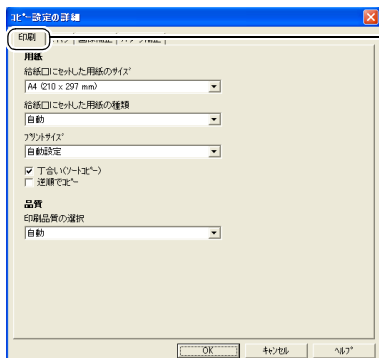 コピー設定の詳細
印刷
用紙
給紙口にセットした用紙のサイズ
A4 (210 x 297 mm)
給紙口にセットした用紙の種類
自動
プリントサイズ
自動設定
丁合い(ソートコピー)
逆順でコピー
品質
印刷品質の選択
自動
OK キャンセル ヘルプ